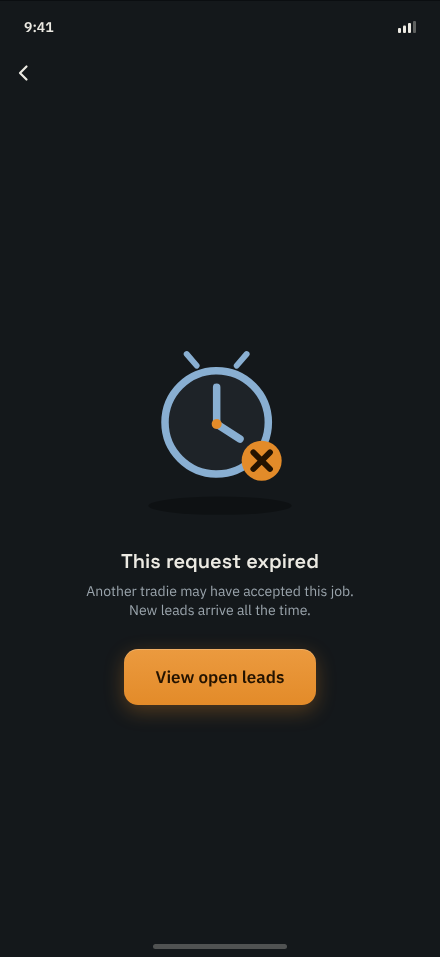 9:41
This request expired
Another tradie may have accepted this job.
New leads arrive all the time.
View open leads